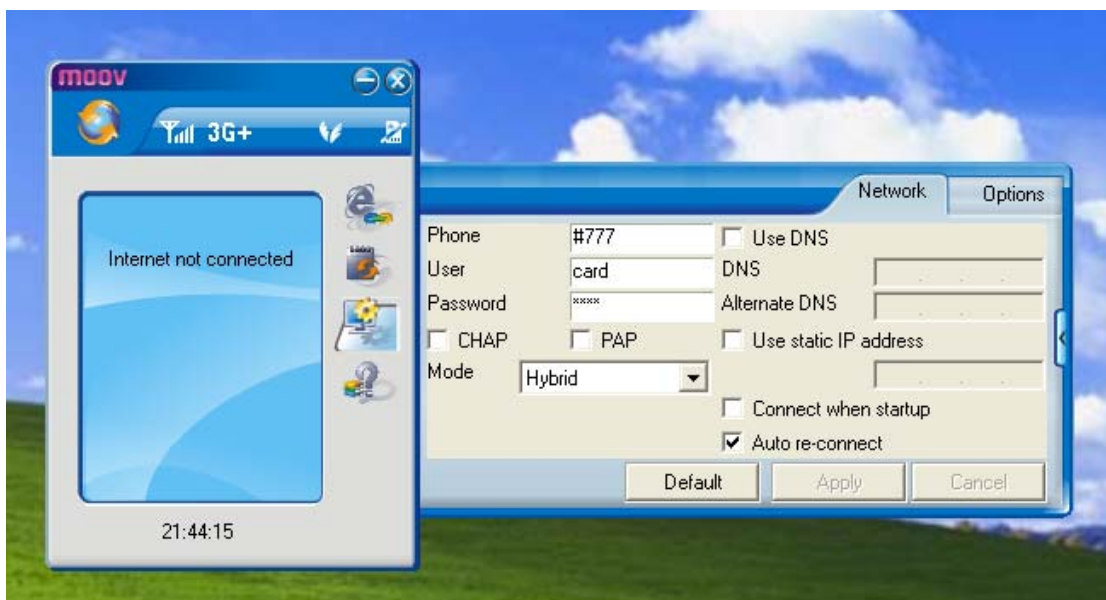 moov
3G+
Internet not connected
21:44:15
Network Options
Phone #777
User card
Password ××××
CHAP PAP
Mode Hybrid
Use DNS
DNS
Alternate DNS
Use static IP address
Connect when startup
Auto re-connect
Default Apply Cancel